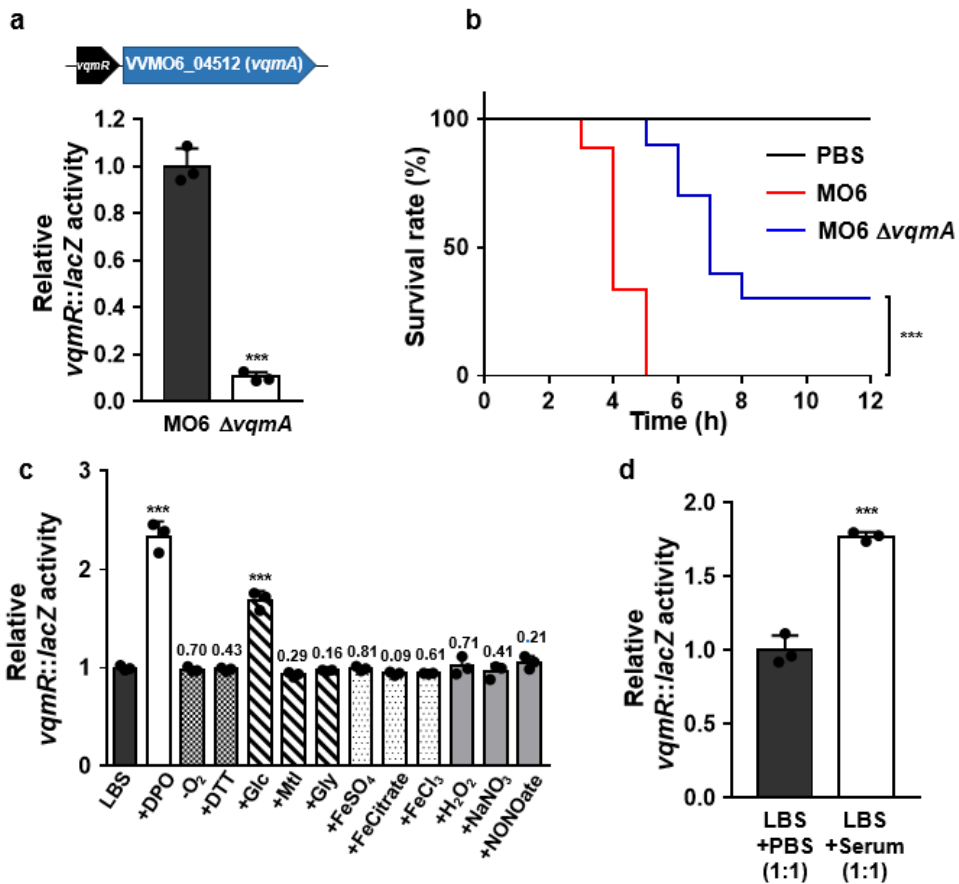 a
vqmR VVMO6_04512 (vqmA)
Relative
vqmR::lacZ activity
1.2
1.0
0.8
0.6
0.4
0.2
0.0
***
MO6 ΔvqmA
b
Survival rate (%)
100
50
0
PBS
MO6
MO6 ΔvqmA
***
0 2 4 6 8 10 12
Time (h)
c
Relative
vqmR::lacZ activity
3
2
1
0
***
0.70 0.43
***
0.29 0.16 0.81 0.09 0.61 0.71 0.41 0.21
LBS
+DPO
-O₂
+DTT
+Glc
+Mtl
+Gly
+FeSO₄
+FeCitrate
+FeCl₃
+H₂O₂
+NaNO₃
+NONOate
d
Relative
vqmR::lacZ activity
2.0
1.5
1.0
0.5
0.0
***
LBS LBS
+PBS +Serum
(1:1) (1:1)